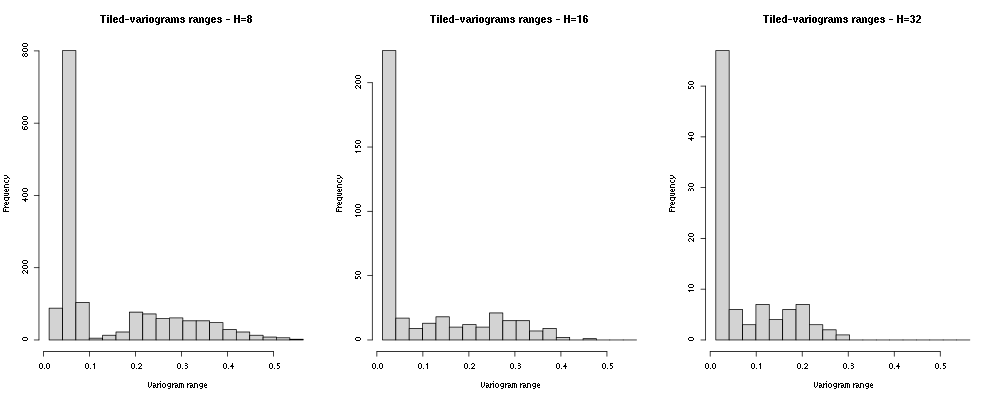 Tiled-variograms ranges - H=8
Frequency
800
600
400
200
0
0.0 0.1 0.2 0.3 0.4 0.5
Variogram range
Tiled-variograms ranges - H=16
Frequency
200
150
100
50
0
0.0 0.1 0.2 0.3 0.4 0.5
Variogram range
Tiled-variograms ranges - H=32
Frequency
50
40
30
20
10
0
0.0 0.1 0.2 0.3 0.4 0.5
Variogram range